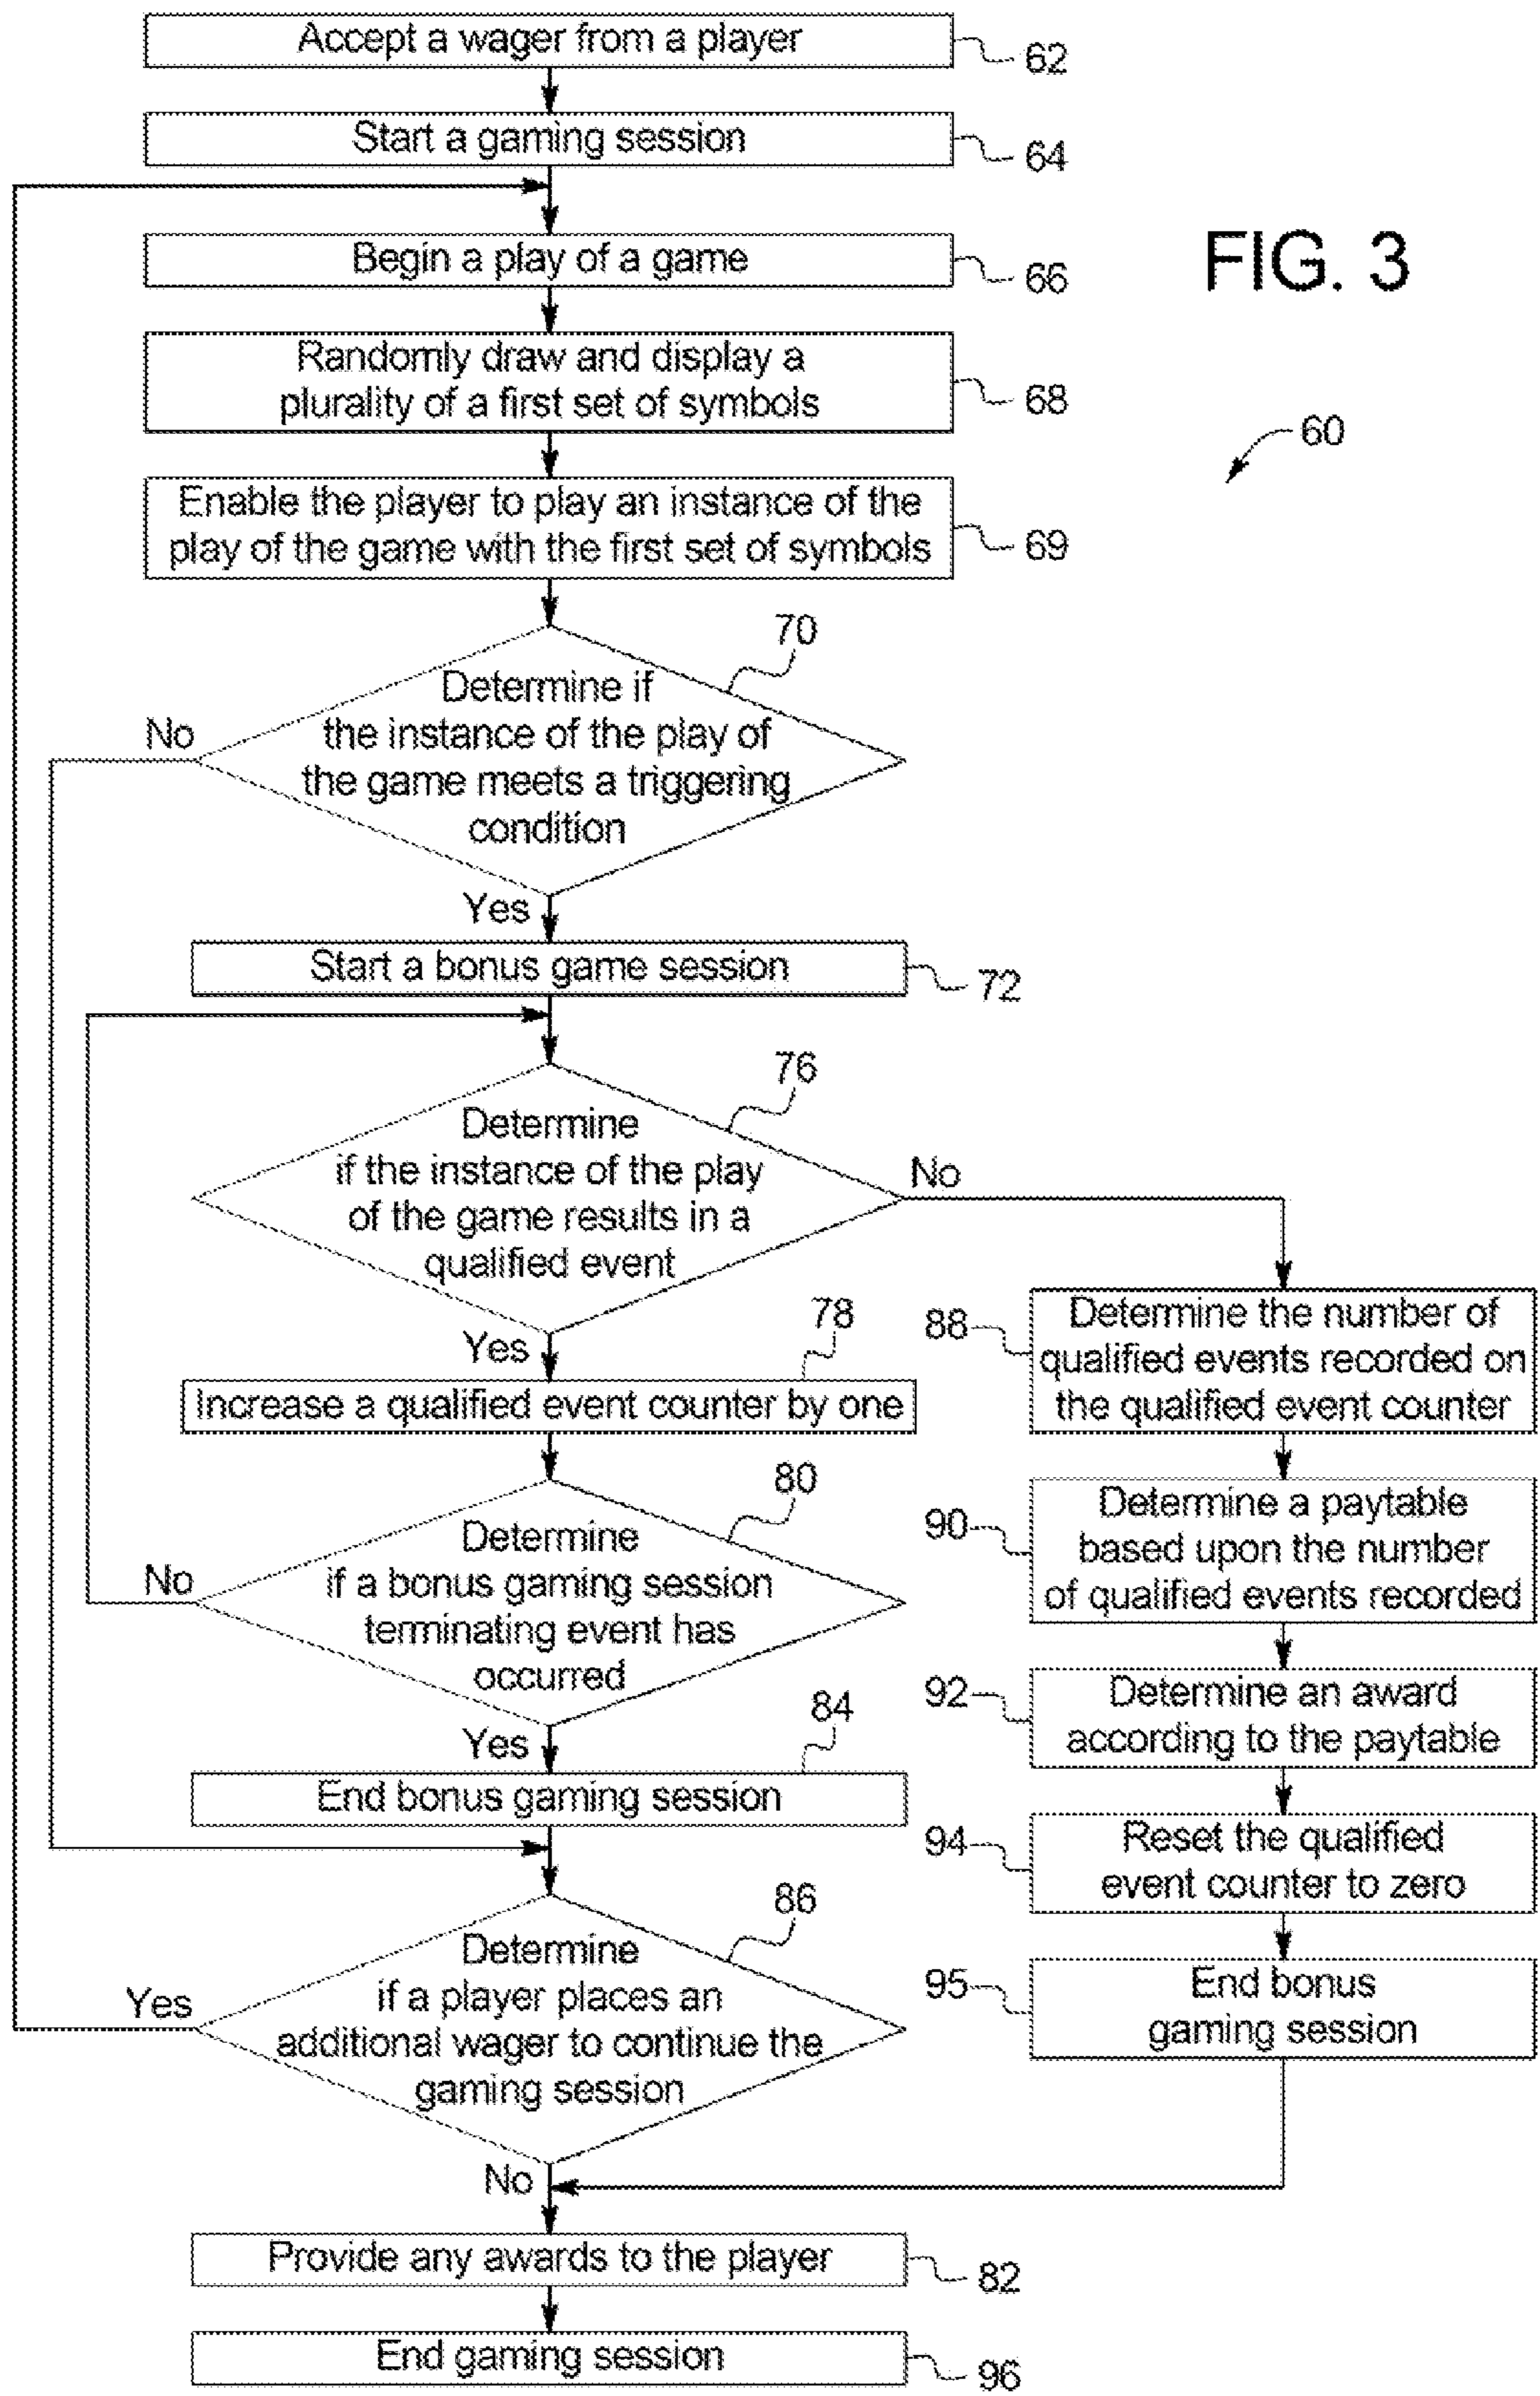 Accept a wager from a player
62
Start a gaming session
64
Begin a play of a game
66
FIG. 3
Randomly draw and display a
plurality of a first set of symbols
68
60
Enable the player to play an instance of the
play of the game with the first set of symbols
69
70
Determine if
the instance of the play of
the game meets a triggering
condition
No
Yes
Start a bonus game session
72
76
Determine
if the instance of the play
of the game results in a
qualified event
No
Yes
78
Increase a qualified event counter by one
80
Determine
if a bonus gaming session
terminating event has
occurred
No
Yes
84
End bonus gaming session
86
Determine
if a player places an
additional wager to continue the
gaming session
Yes
No
88
Determine the number of
qualified events recorded on
the qualified event counter
90
Determine a paytable
based upon the number
of qualified events recorded
92
Determine an award
according to the paytable
94
Reset the qualified
event counter to zero
95
End bonus
gaming session
Provide any awards to the player
82
End gaming session
96